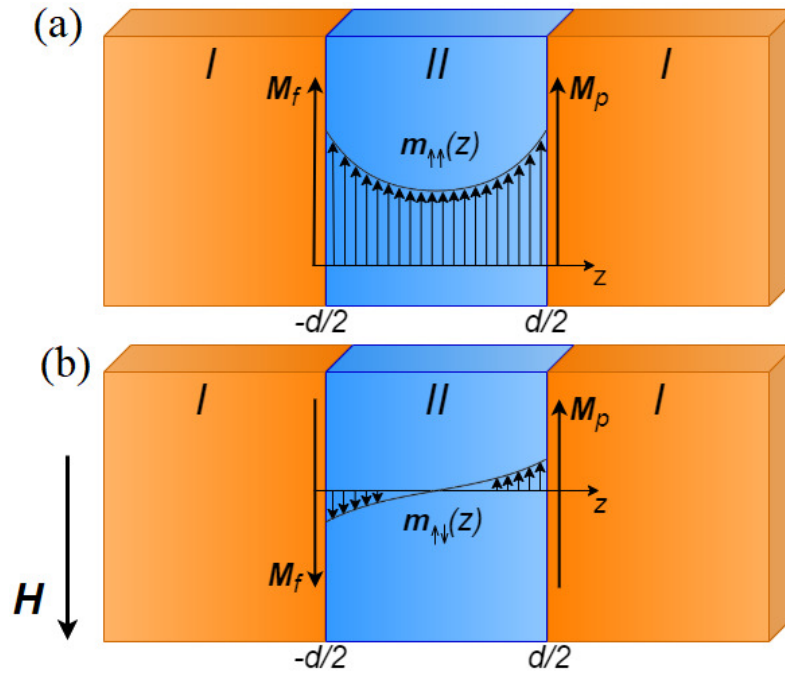 (a)
I II I
M_f M_p
m_↑↑(z)
z
-d/2 d/2
(b)
I II I
M_p
z
m_↑↓(z)
M_f
H
-d/2 d/2